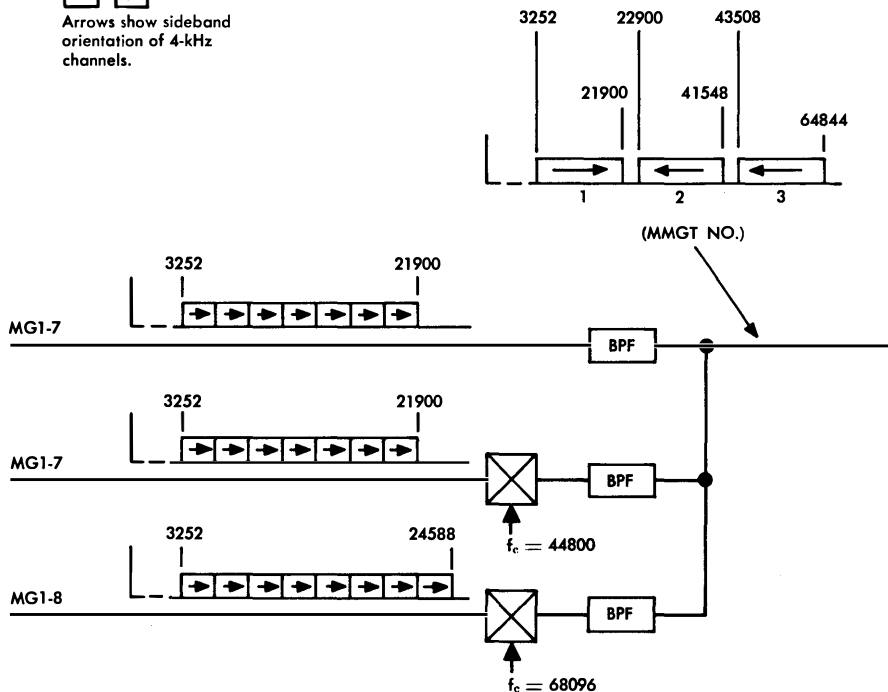 Arrows show sideband
orientation of 4-kHz
channels.
3252 22900 43508
21900 41548
64844
1 2 3
(MMGT NO.)
3252 21900
MG1-7
BPF
3252 21900
MG1-7
BPF
fc = 44800
3252 24588
MG1-8
BPF
fc = 68096